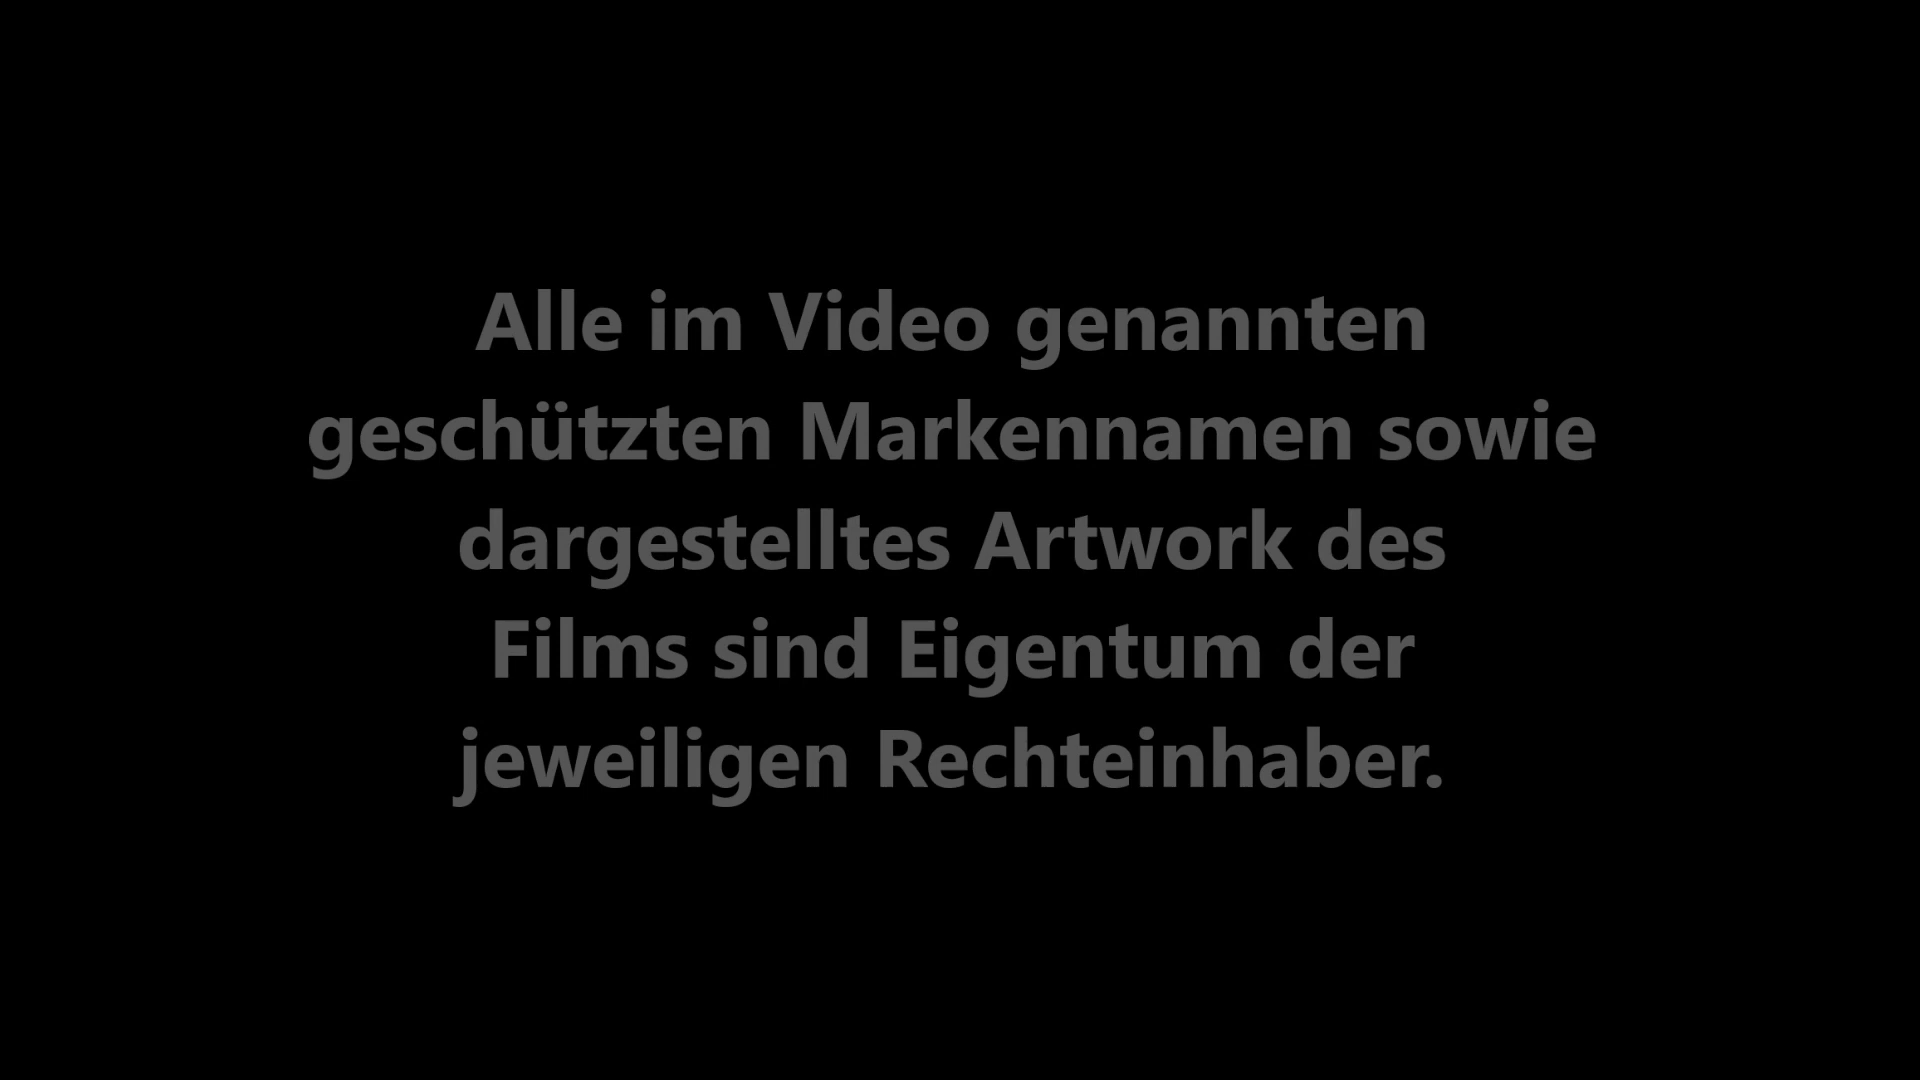 Alle im Video genannten
geschützten Markennamen sowie
dargestelltes Artwork des
Films sind Eigentum der
jeweiligen Rechteinhaber.